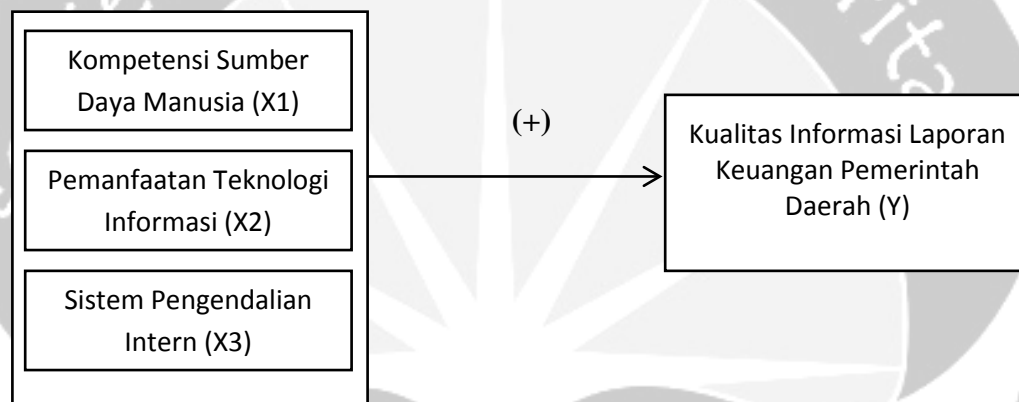 Kompetensi Sumber
Daya Manusia (X1)
Pemanfaatan Teknologi
Informasi (X2)
Sistem Pengendalian
Intern (X3)
(+)
Kualitas Informasi Laporan
Keuangan Pemerintah
Daerah (Y)